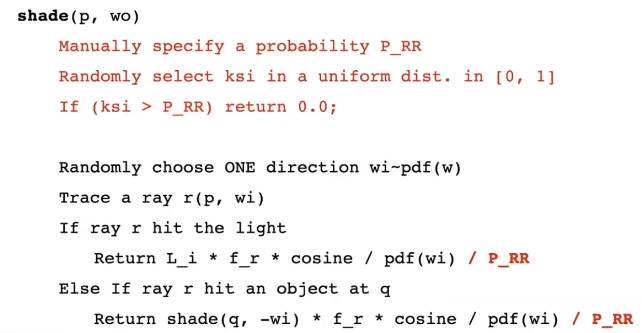 shade(p, wo)
Manually specify a probability P_RR
Randomly select ksi in a uniform dist. in [0, 1]
If (ksi > P_RR) return 0.0;
Randomly choose ONE direction wi~pdf(w)
Trace a ray r(p, wi)
If ray r hit the light
Return L_i * f_r * cosine / pdf(wi) / P_RR
Else If ray r hit an object at q
Return shade(q, -wi) * f_r * cosine / pdf(wi) / P_RR